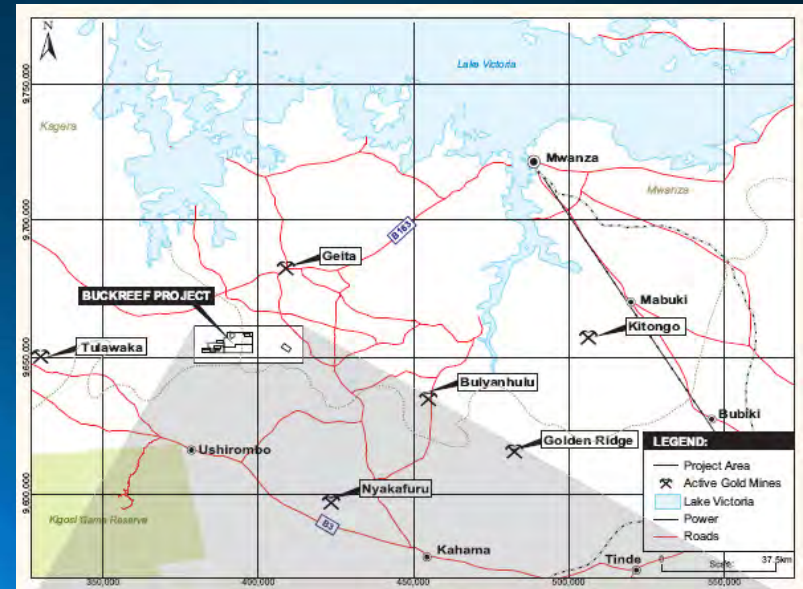 N
Lake Victoria
9,750,000
Kagera
Mwanza
Mwanza
9,700,000
B163
Geita
BUCKREEF PROJECT
Mabuki
Kitongo
Tulawaka
9,650,000
Bulyanhulu
Bubiki
LEGEND:
Golden Ridge
Ushirombo
Project Area
Active Gold Mines
Nyakafuru
Lake Victoria
9,600,000
Power
Kigosi Game Reserve
B3
Roads
Kahama
Tinde
0 Scale: 37.5km
350,000 400,000 450,000 500,000 550,000